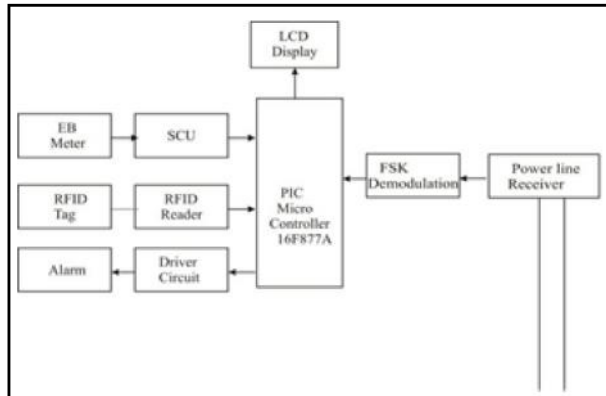 LCD
Display
EB
Meter
SCU
RFID
Tag
RFID
Reader
Alarm
Driver
Circuit
PIC
Micro
Controller
16F877A
FSK
Demodulation
Power line
Receiver